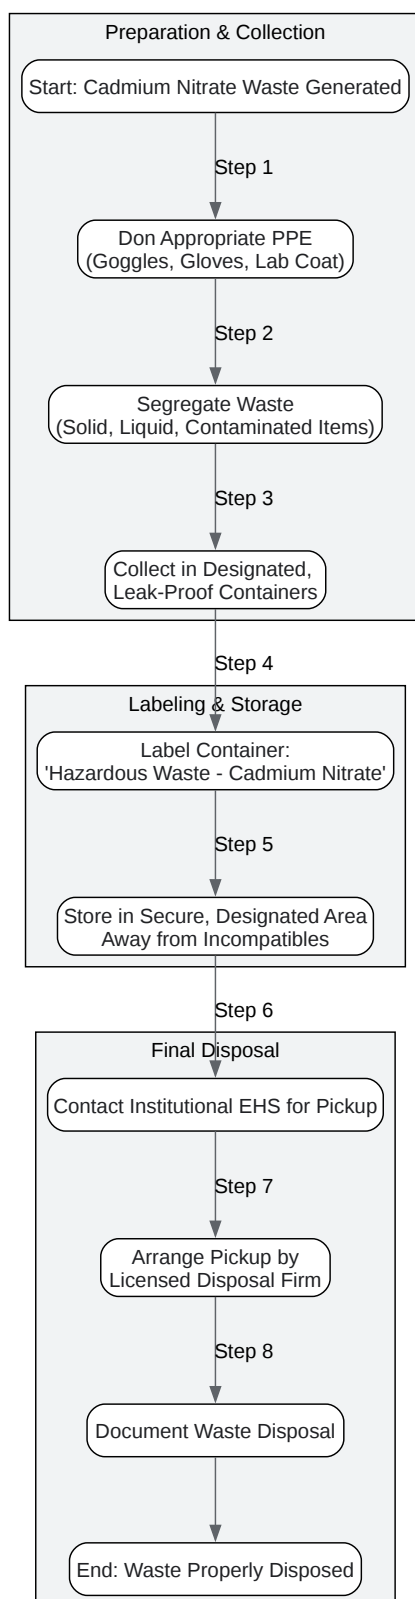 Preparation & Collection
Start: Cadmium Nitrate Waste Generated
Step 1
Don Appropriate PPE
(Goggles, Gloves, Lab Coat)
Step 2
Segregate Waste
(Solid, Liquid, Contaminated Items)
Step 3
Collect in Designated,
Leak-Proof Containers
Step 4
Labeling & Storage
Label Container:
'Hazardous Waste - Cadmium Nitrate'
Step 5
Store in Secure, Designated Area
Away from Incompatibles
Step 6
Final Disposal
Contact Institutional EHS for Pickup
Step 7
Arrange Pickup by
Licensed Disposal Firm
Step 8
Document Waste Disposal
End: Waste Properly Disposed